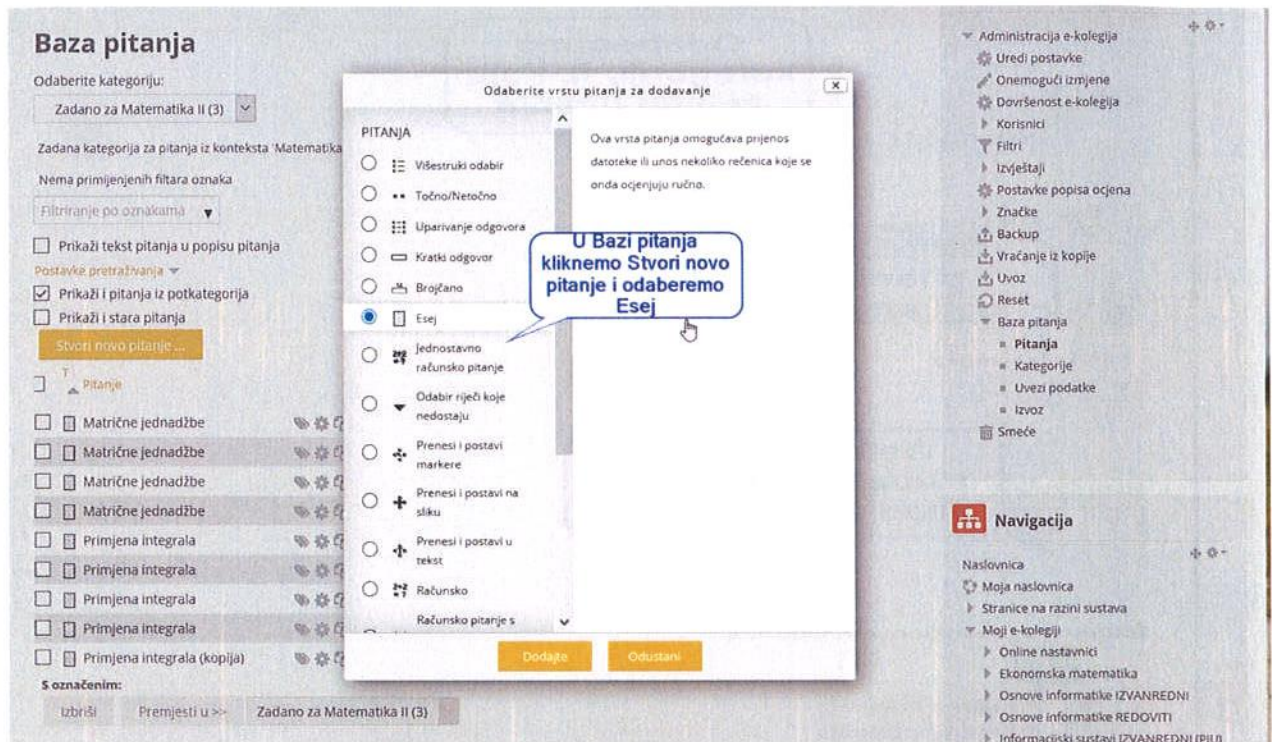 Baza pitanja
Odaberite kategoriju:
Zadano za Matematika II (3)
Zadana kategorija za pitanja iz konteksta 'Matematika
Nema primijenjenih filtara oznaka
Filtriranje po oznakama
Prikaži tekst pitanja u popisu pitanja
Postavke pretraživanja
Prikaži i pitanja iz potkategorija
Prikaži i stara pitanja
Stvori novo pitanje ...
T
Pitanje
Matrične jednadžbe
Matrične jednadžbe
Matrične jednadžbe
Matrične jednadžbe
Primjena integrala
Primjena integrala
Primjena integrala
Primjena integrala
Primjena integrala (kopija)
S označenim:
Izbriši
Premjesti u >>
Zadano za Matematika II (3)
Odaberite vrstu pitanja za dodavanje
PITANJA
Višestruki odabir
Točno/Netočno
Uparivanje odgovora
Kratki odgovor
Brojčano
Esej
Jednostavno
računsko pitanje
Odabir riječi koje
nedostaju
Prenesi i postavi
markere
Prenesi i postavi na
sliku
Prenesi i postavi u
tekst
Računsko
Računsko pitanje s
Ova vrsta pitanja omogućava prijenos
datoteke ili unos nekoliko rečenica koje se
onda ocjenjuju ručno.
U Bazi pitanja
kliknemo Stvori novo
pitanje i odaberemo
Esej
Dodajte
Odustani
Administracija e-kolegija
Uredi postavke
Onemogući izmjene
Dovršenost e-kolegija
Korisnici
Filtri
Izvještaji
Postavke popisa ocjena
Značke
Backup
Vraćanje iz kopije
Uvoz
Reset
Baza pitanja
Pitanja
Kategorije
Uvezi podatke
Izvoz
Smeće
Navigacija
Naslovnica
Moja naslovnica
Stranice na razini sustava
Moji e-kolegiji
Online nastavnici
Ekonomska matematika
Osnove informatike IZVANREDNI
Osnove informatike REDOVITI
Informacijski sustavi IZVANREDNI (PIU)